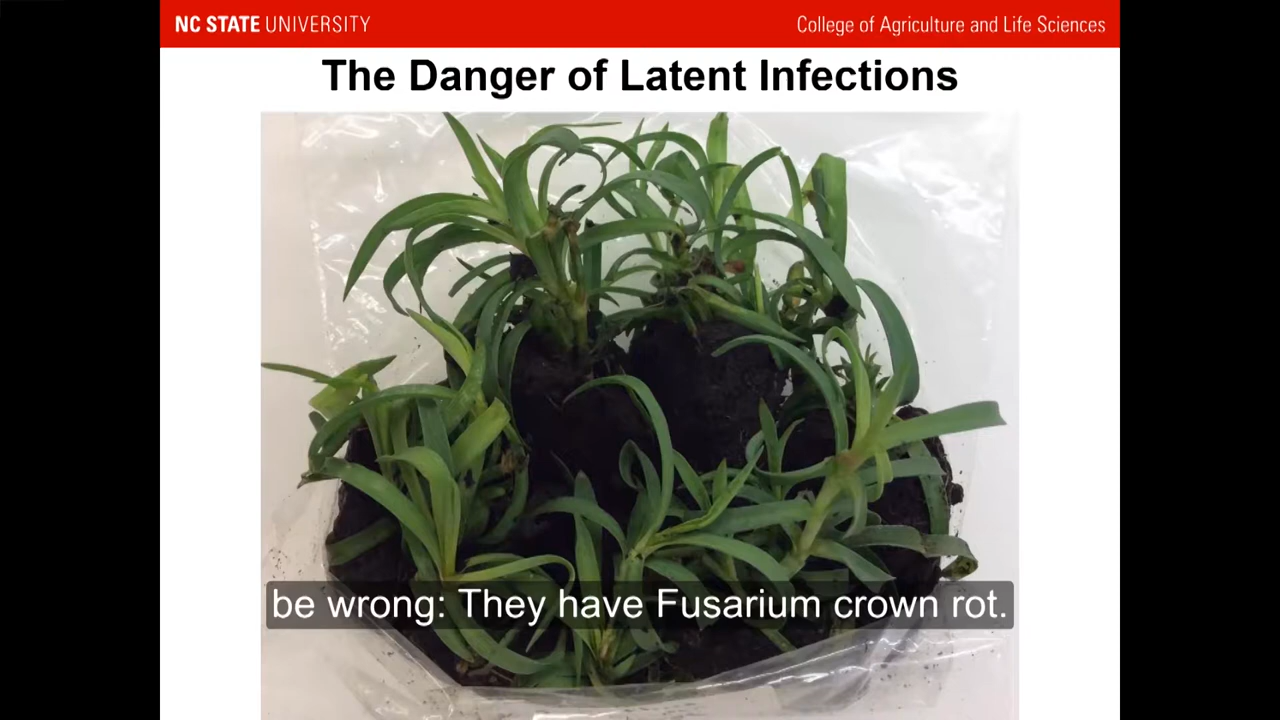 NC STATE UNIVERSITY
College of Agriculture and Life Sciences
The Danger of Latent Infections
be wrong: They have Fusarium crown rot.